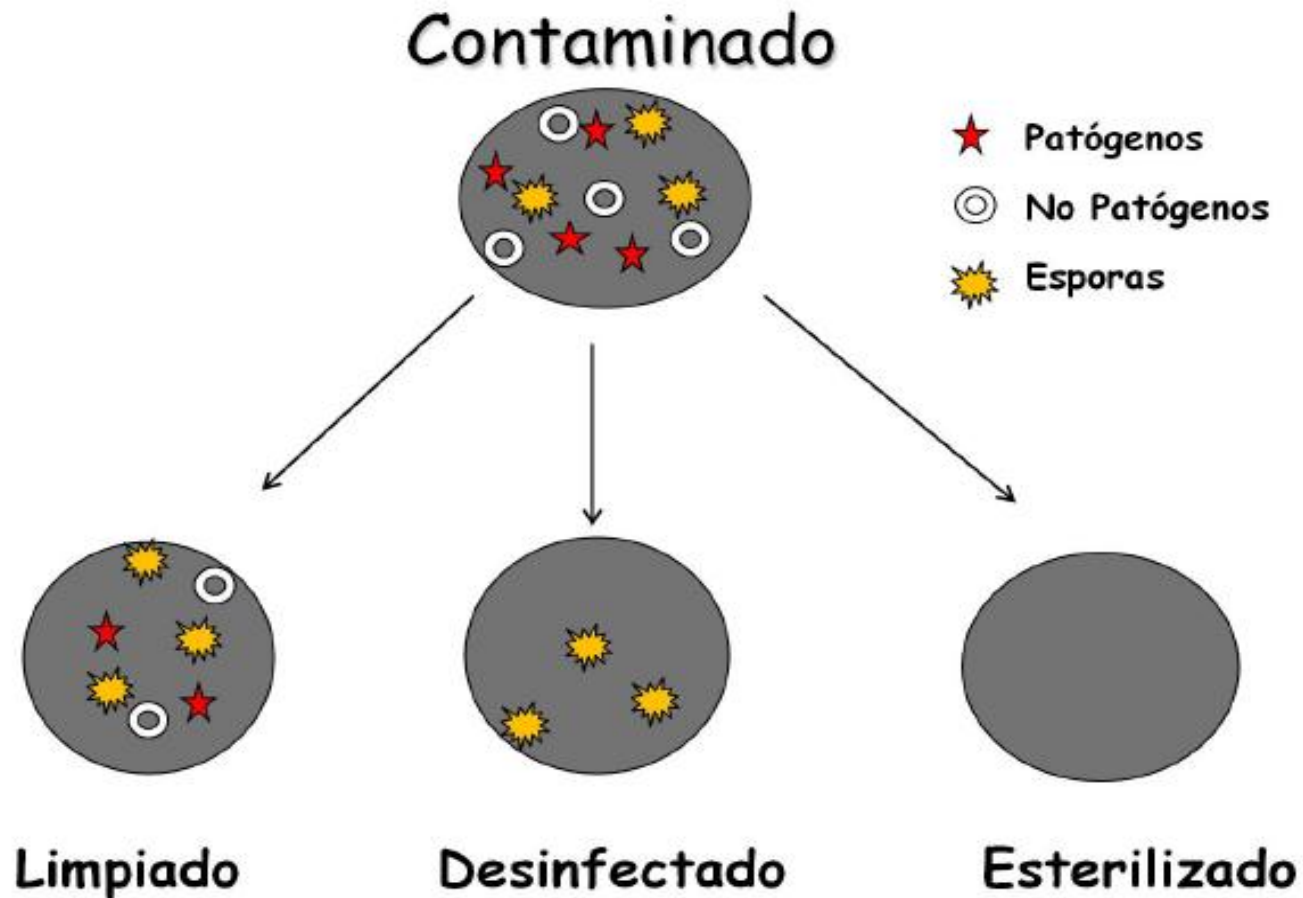 Contaminado
Patógenos
No Patógenos
Esporas
Limpiado
Desinfectado
Esterilizado